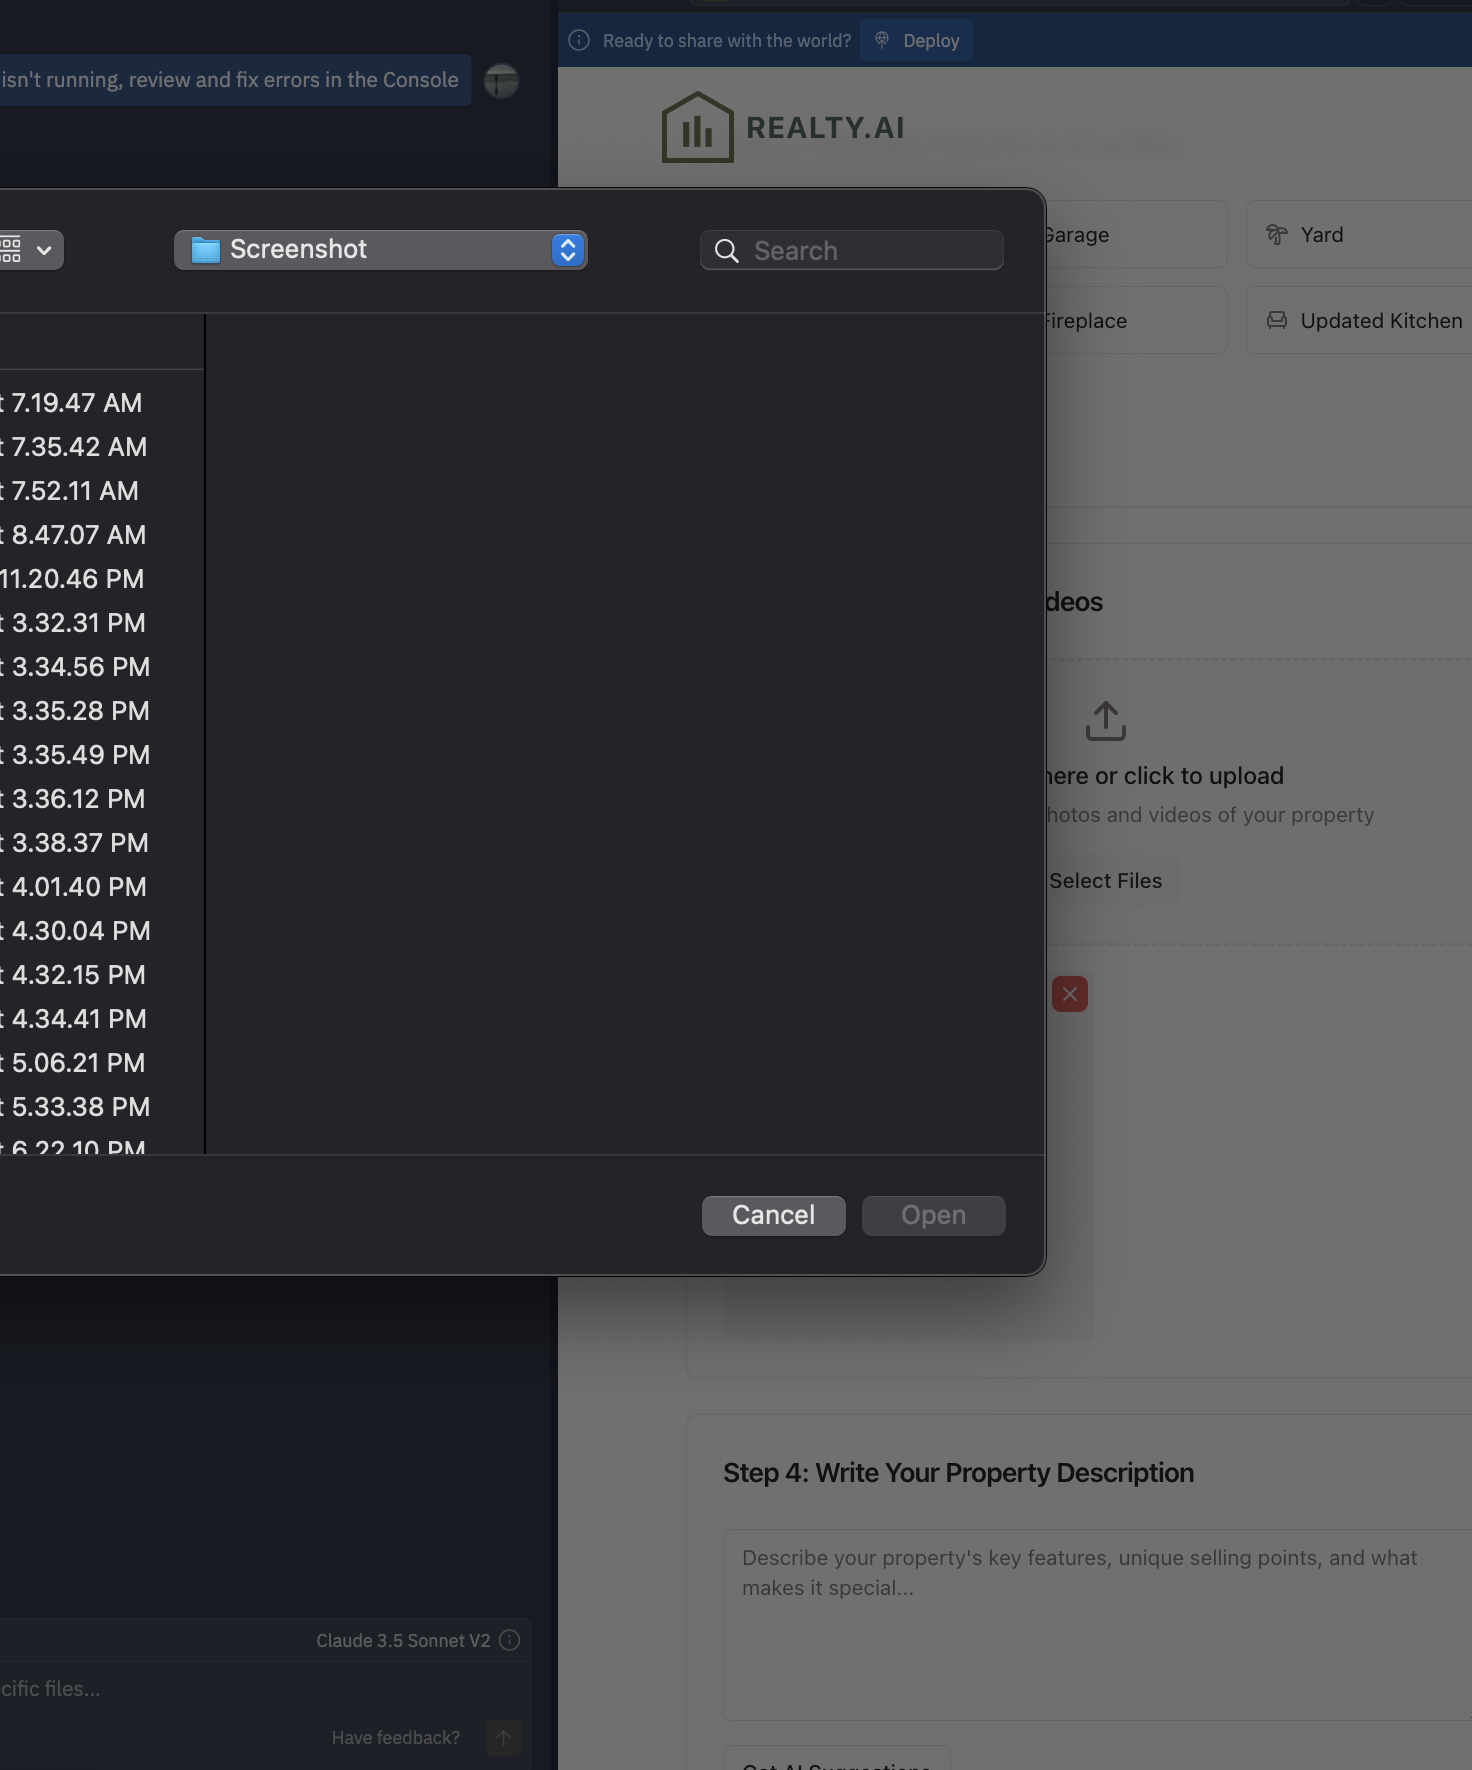 isn't running, review and fix errors in the Console
Ready to share with the world?
Deploy
REALTY.AI
Screenshot
Search
Garage
Yard
Fireplace
Updated Kitchen
t 7.19.47 AM
t 7.35.42 AM
t 7.52.11 AM
t 8.47.07 AM
11.20.46 PM
t 3.32.31 PM
t 3.34.56 PM
t 3.35.28 PM
t 3.35.49 PM
t 3.36.12 PM
t 3.38.37 PM
t 4.01.40 PM
t 4.30.04 PM
t 4.32.15 PM
t 4.34.41 PM
t 5.06.21 PM
t 5.33.38 PM
t 6.22.10 PM
deos
here or click to upload
hotos and videos of your property
Select Files
Cancel
Open
Step 4: Write Your Property Description
Describe your property's key features, unique selling points, and what
makes it special...
Get AI Suggestions
Claude 3.5 Sonnet V2
cific files...
Have feedback?